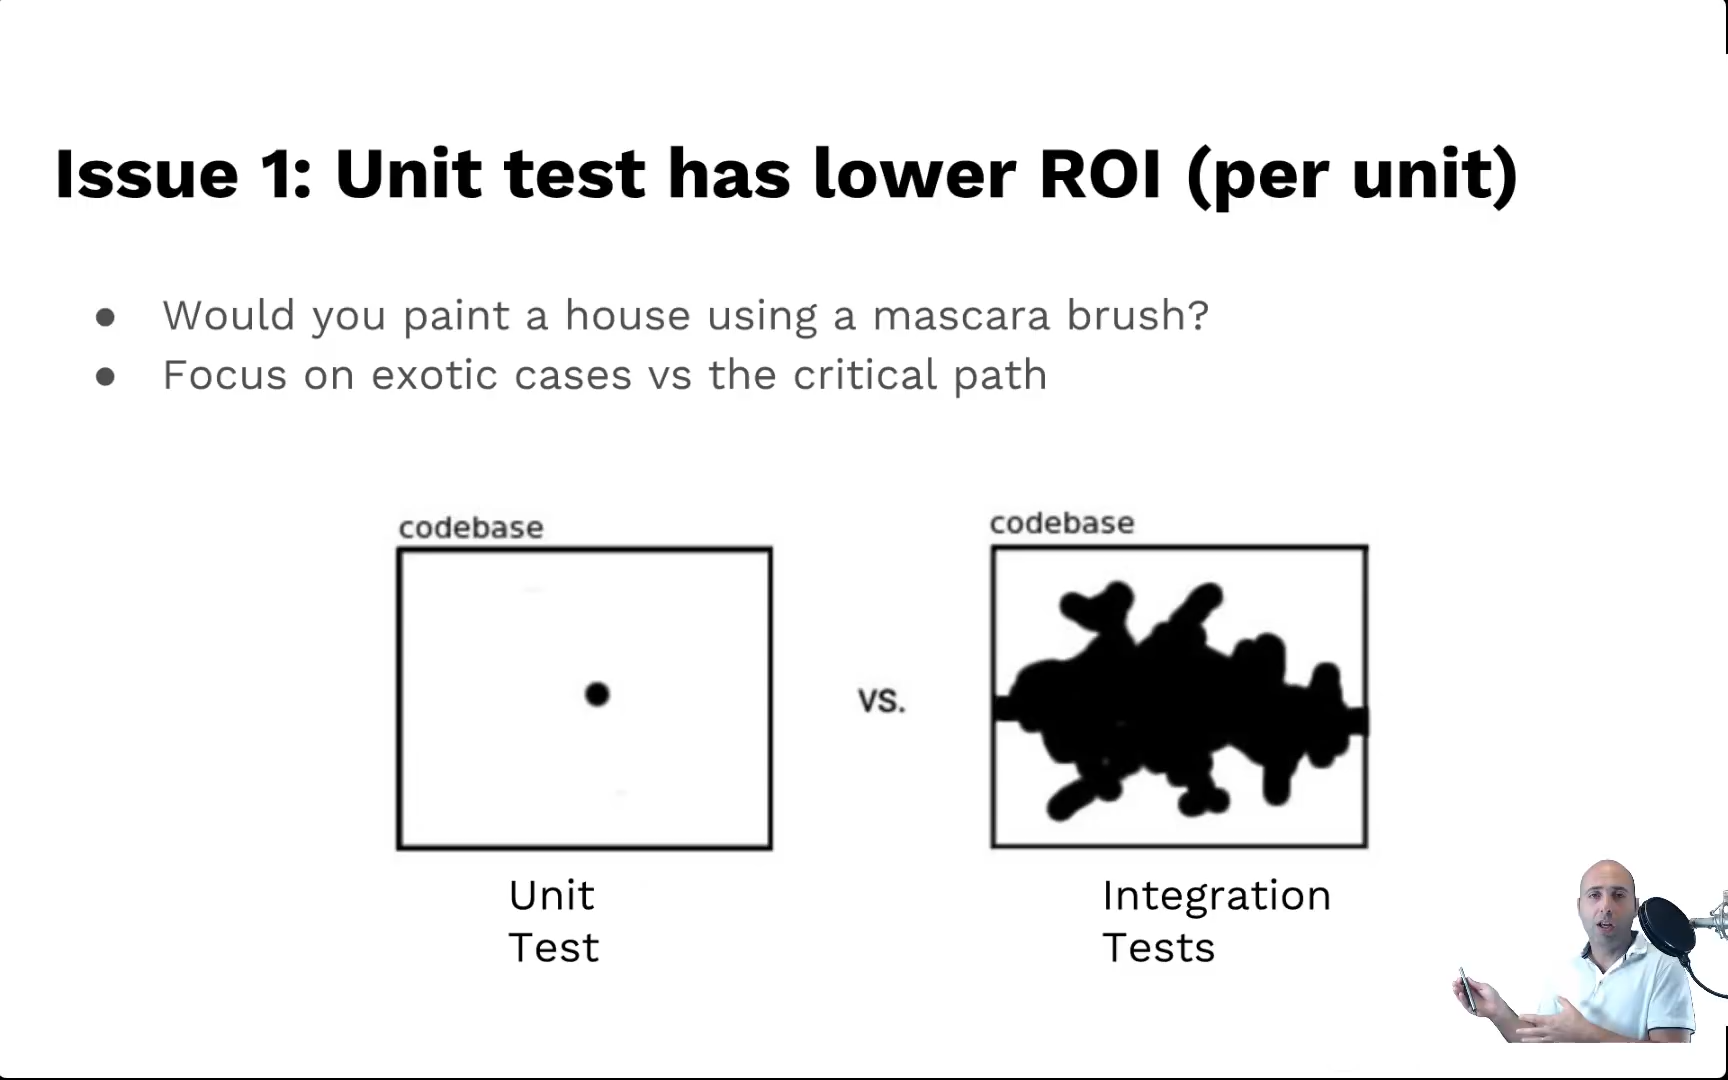 Issue 1: Unit test has lower ROI (per unit)
● Would you paint a house using a mascara brush?
● Focus on exotic cases vs the critical path
codebase
codebase
vs.
Unit
Test
Integration
Tests